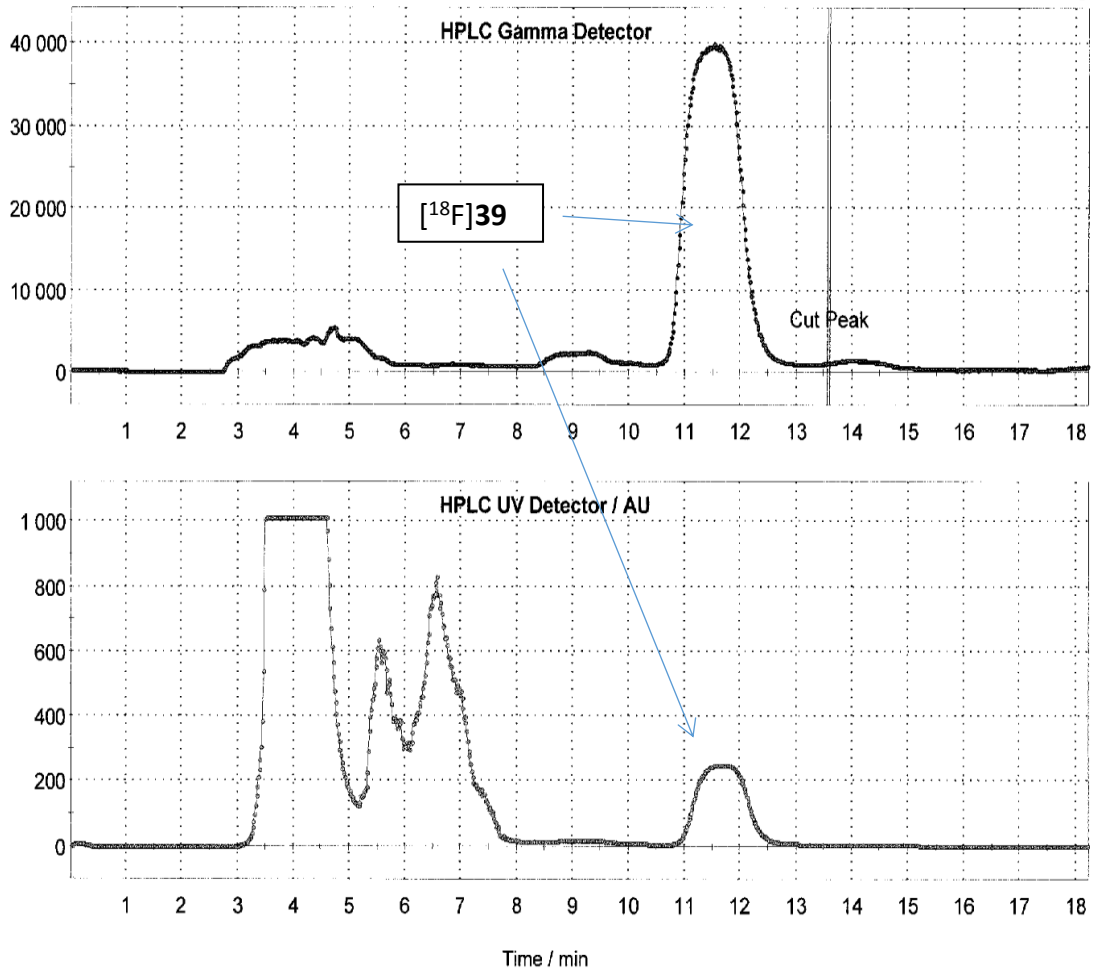 HPLC Gamma Detector
40 000
30 000
20 000
10 000
0
[¹⁸F]39
Cut Peak
1 2 3 4 5 6 7 8 9 10 11 12 13 14 15 16 17 18
HPLC UV Detector / AU
1 000
800
600
400
200
0
1 2 3 4 5 6 7 8 9 10 11 12 13 14 15 16 17 18
Time / min